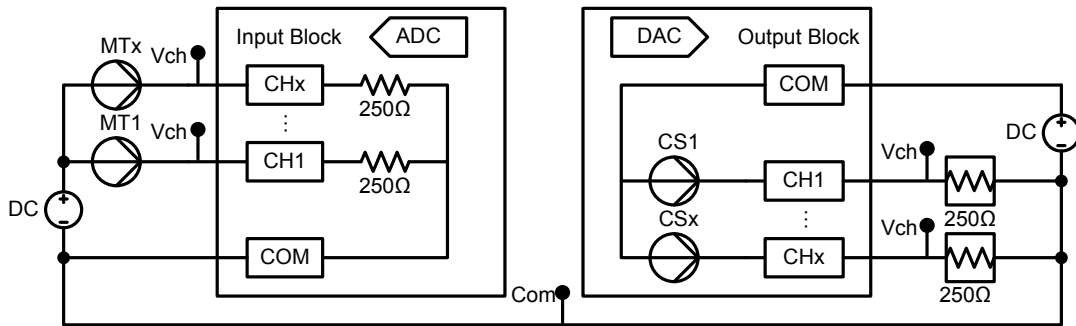 Input Block
ADC
MTx
Vch
CHx
250Ω
⋮
MT1
Vch
CH1
250Ω
DC
+
−
COM
DAC
Output Block
COM
DC
+
−
CS1
CH1
Vch
250Ω
⋮
CSx
CHx
Vch
250Ω
Com